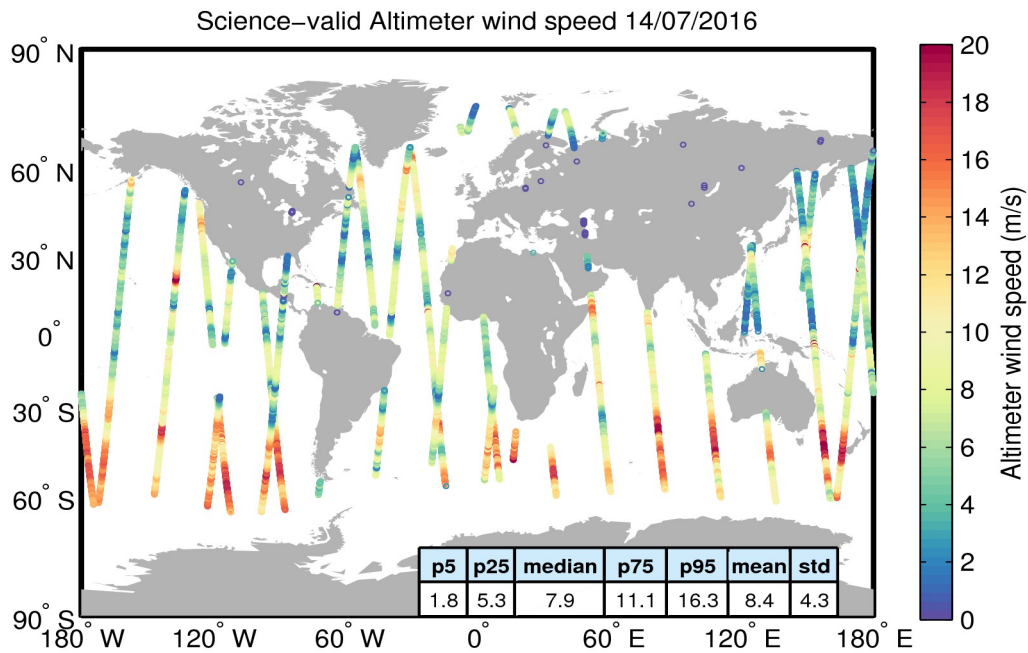 Science−valid Altimeter wind speed 14/07/2016
90° N
60° N
30° N
0°
30° S
60° S
90° S
180° W
120° W
60° W
0°
60° E
120° E
180° E
p5 p25 median p75 p95 mean std
1.8 5.3 7.9 11.1 16.3 8.4 4.3
20
18
16
14
12
10
8
6
4
2
0
Altimeter wind speed (m/s)